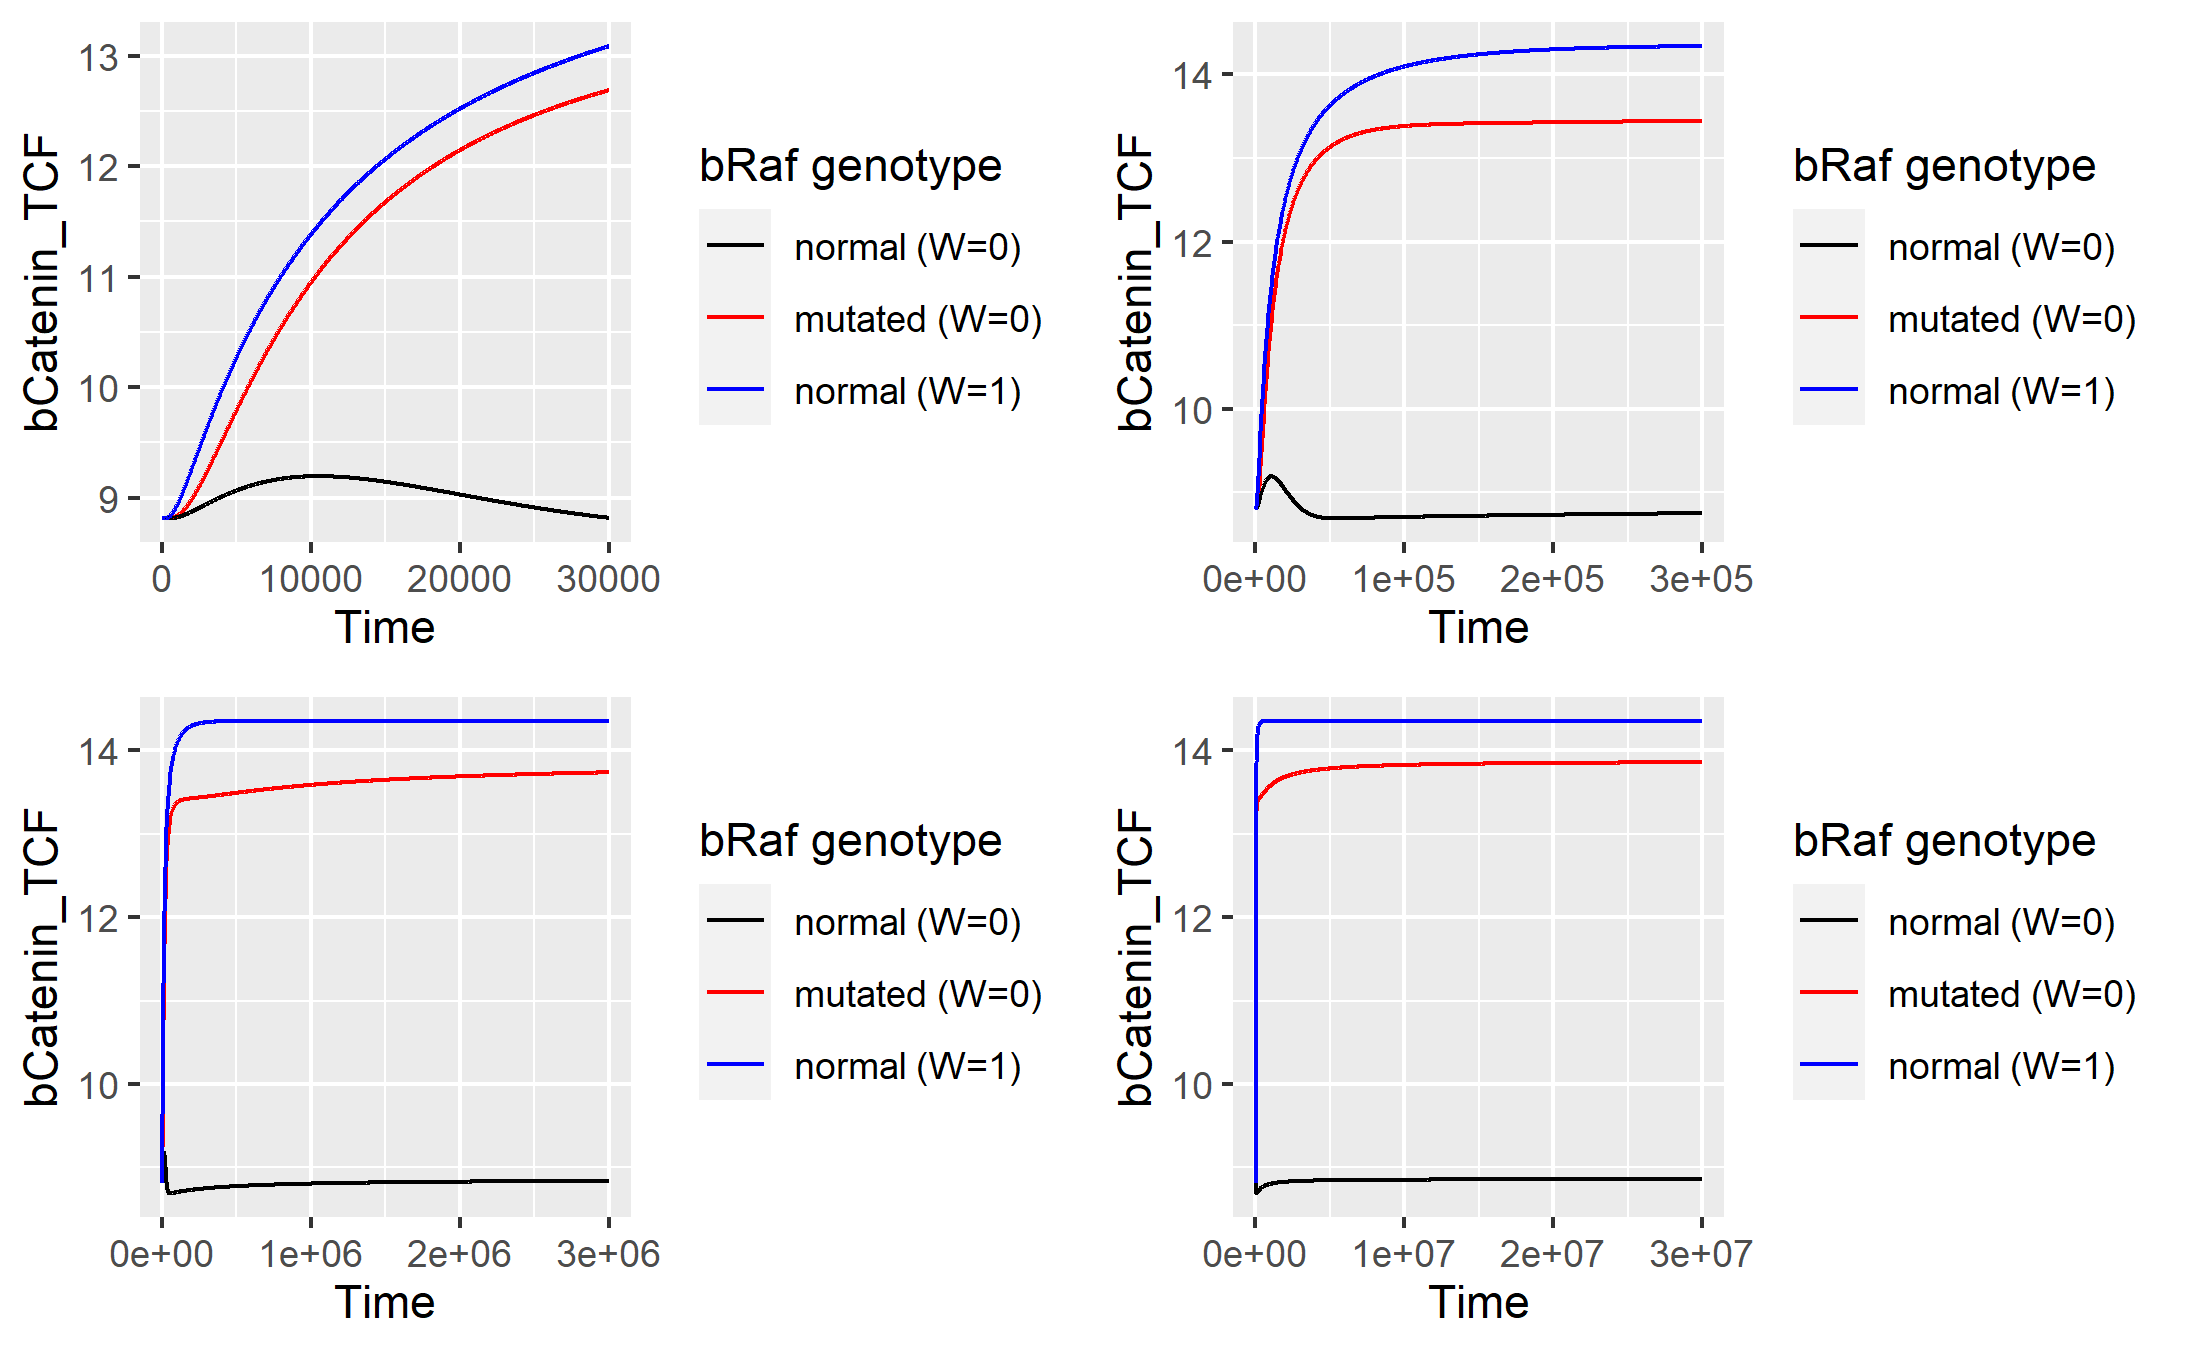 bCatenin_TCF
13
12
11
10
9
0 10000 20000 30000
Time
bRaf genotype
normal (W=0)
mutated (W=0)
normal (W=1)
bCatenin_TCF
14
12
10
0e+00 1e+05 2e+05 3e+05
Time
bRaf genotype
normal (W=0)
mutated (W=0)
normal (W=1)
bCatenin_TCF
14
12
10
0e+00 1e+06 2e+06 3e+06
Time
bRaf genotype
normal (W=0)
mutated (W=0)
normal (W=1)
bCatenin_TCF
14
12
10
0e+00 1e+07 2e+07 3e+07
Time
bRaf genotype
normal (W=0)
mutated (W=0)
normal (W=1)